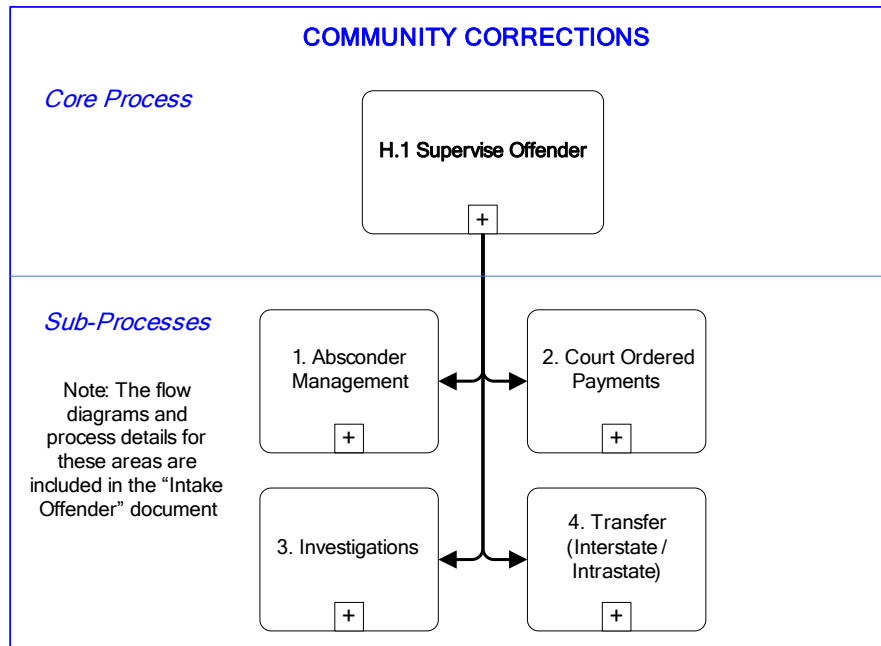 COMMUNITY CORRECTIONS
Core Process
H.1 Supervise Offender
+
Sub-Processes
Note: The flow
diagrams and
process details for
these areas are
included in the “Intake
Offender” document
1. Absconder
Management
+
2. Court Ordered
Payments
+
3. Investigations
+
4. Transfer
(Interstate /
Intrastate)
+